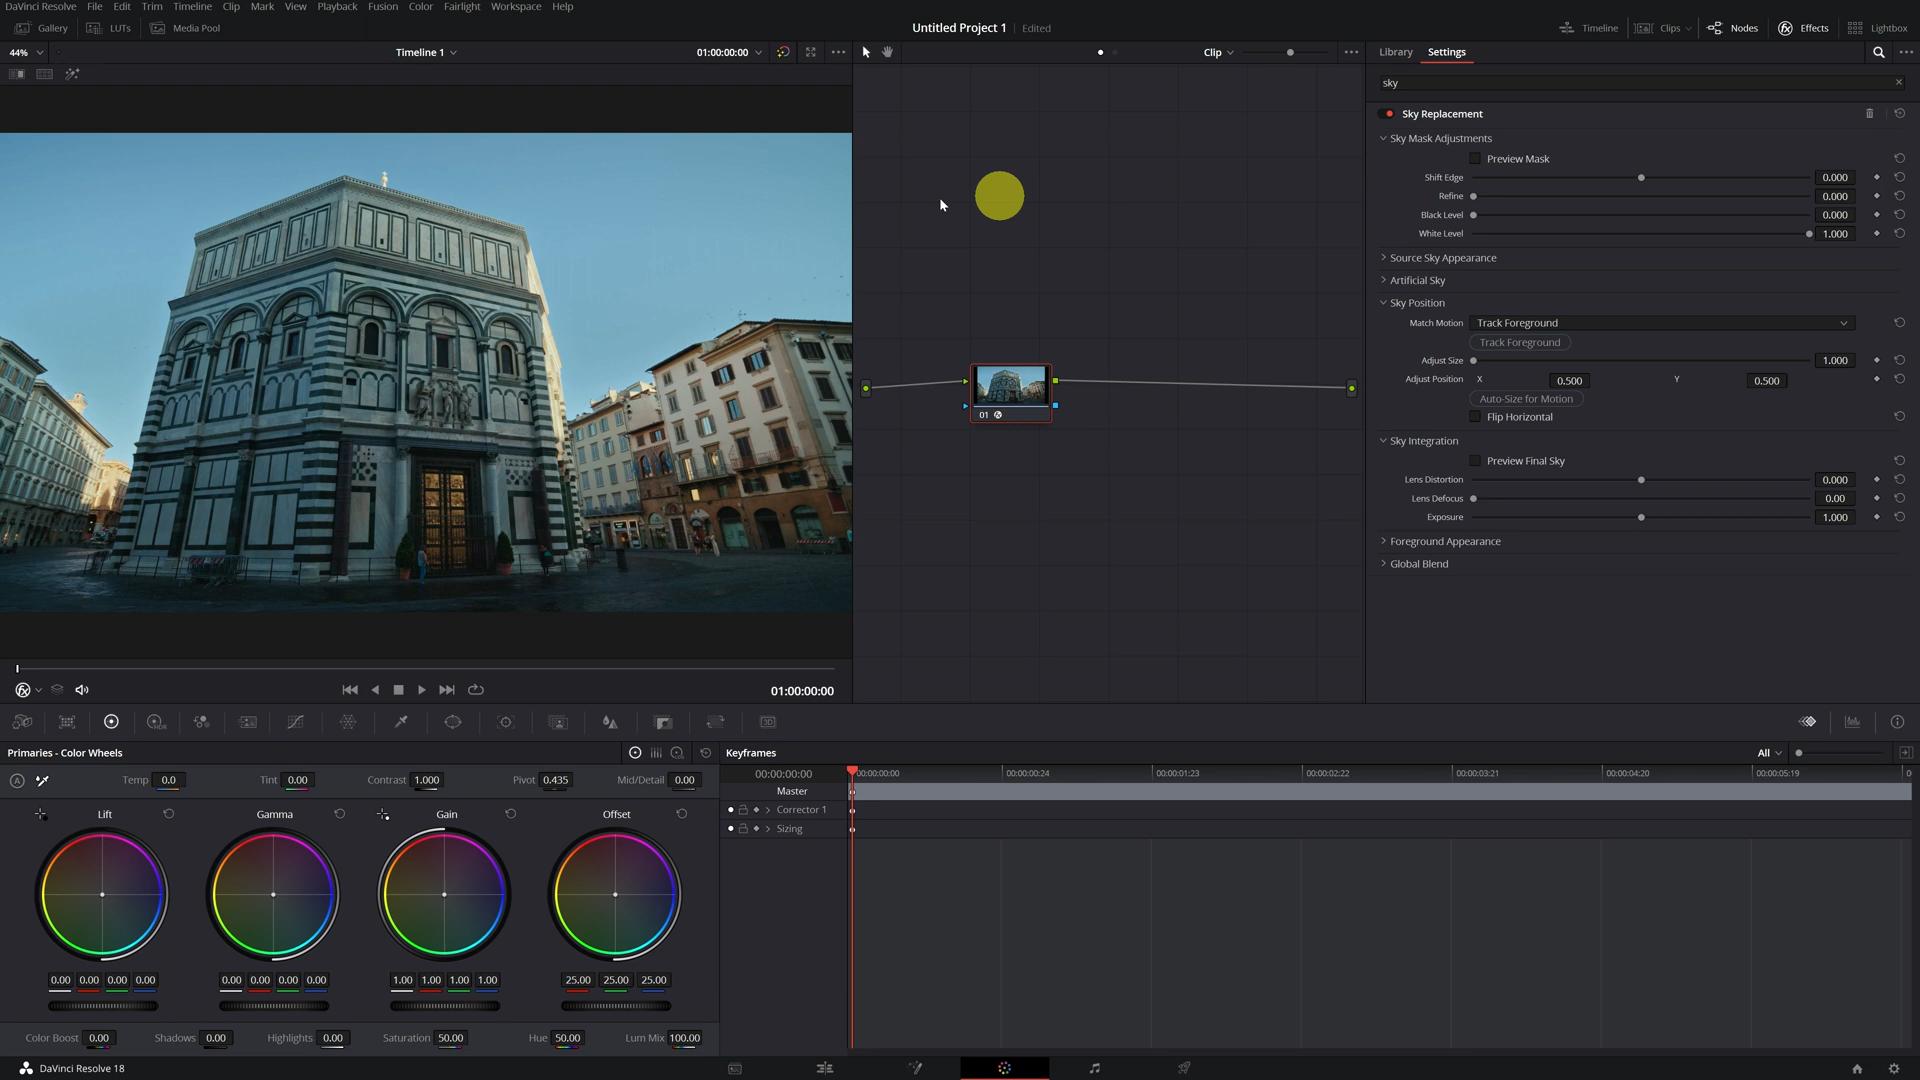 DaVinci Resolve File Edit Trim Timeline Clip Mark View Playback Fusion Color Fairlight Workspace Help
Gallery LUTs Media Pool Untitled Project 1 Edited Timeline Clips Nodes Effects Lightbox
44% Timeline 1 01:00:00:00 Clip Library Settings
sky
Sky Replacement
Sky Mask Adjustments
Preview Mask
Shift Edge 0.000
Refine 0.000
Black Level 0.000
White Level 1.000
Source Sky Appearance
Artificial Sky
Sky Position
Match Motion Track Foreground
Track Foreground
Adjust Size 1.000
Adjust Position X 0.500 Y 0.500
Auto-Size for Motion
Flip Horizontal
Sky Integration
Preview Final Sky
Lens Distortion 0.000
Lens Defocus 0.00
Exposure 1.000
Foreground Appearance
Global Blend
01
01:00:00:00
HDR
3D
Primaries - Color Wheels
A
Temp 0.0 Tint 0.00 Contrast 1.000 Pivot 0.435 Mid/Detail 0.00
Lift Gamma Gain Offset
0.00 0.00 0.00 0.00 0.00 0.00 0.00 0.00 1.00 1.00 1.00 1.00 25.00 25.00 25.00
Color Boost 0.00 Shadows 0.00 Highlights 0.00 Saturation 50.00 Hue 50.00 Lum Mix 100.00
Keyframes All
00:00:00:00 00:00:00:00 00:00:00:24 00:00:01:23 00:00:02:22 00:00:03:21 00:00:04:20 00:00:05:19 0
Master
Corrector 1
Sizing
DaVinci Resolve 18